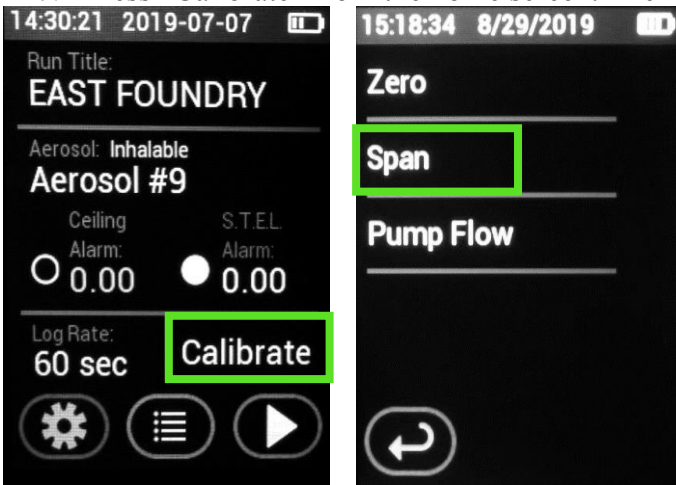 14:30:21 2019-07-07
Run Title:
EAST FOUNDRY
Aerosol: Inhalable
Aerosol #9
Ceiling
Alarm:
0.00
S.T.E.L.
Alarm:
0.00
Log Rate:
60 sec
Calibrate
15:18:34 8/29/2019
Zero
Span
Pump Flow